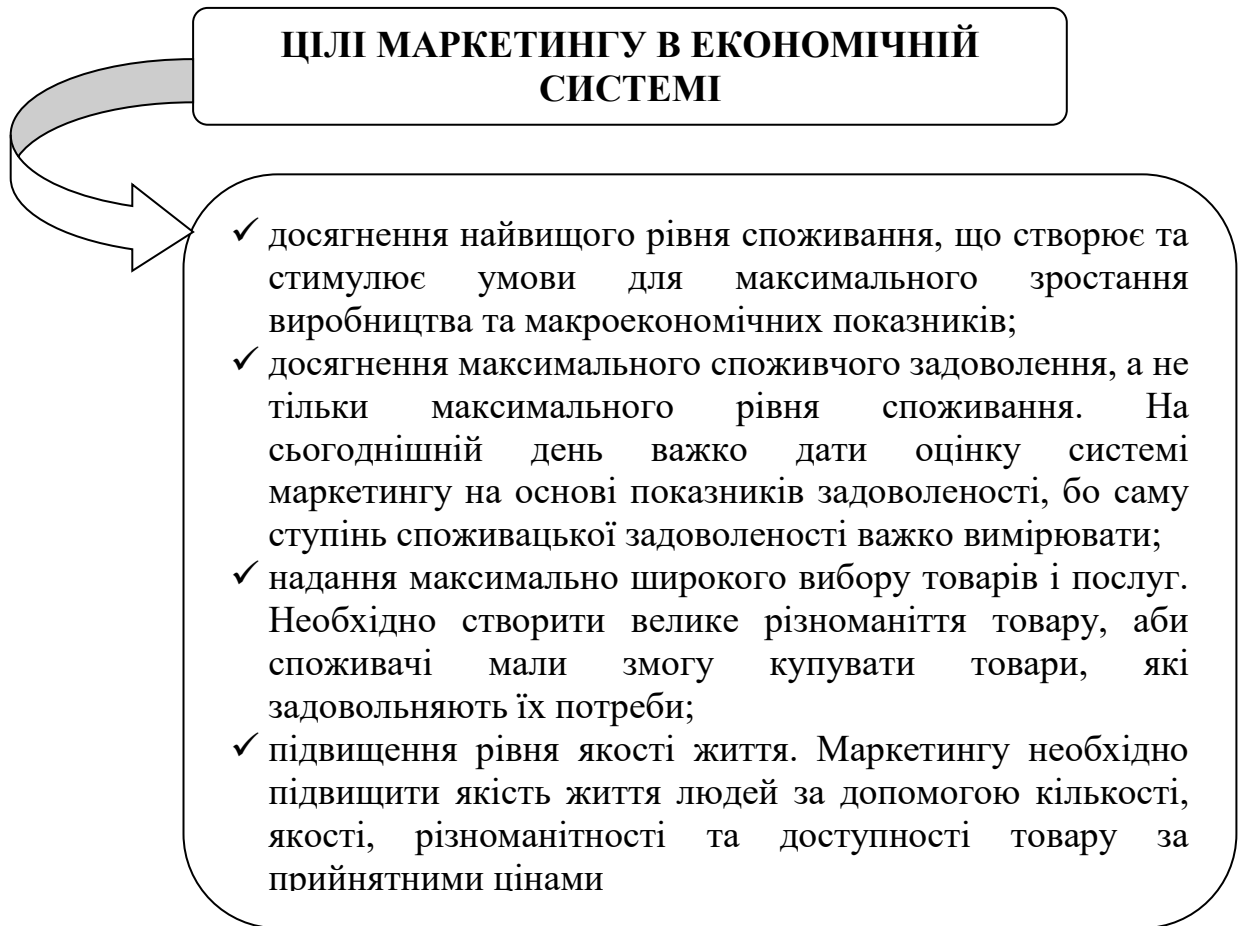 ЦІЛІ МАРКЕТИНГУ В ЕКОНОМІЧНІЙ
СИСТЕМІ
✓ досягнення найвищого рівня споживання, що створює та
стимулює умови для максимального зростання
виробництва та макроекономічних показників;
✓ досягнення максимального споживчого задоволення, а не
тільки максимального рівня споживання. На
сьогоднішній день важко дати оцінку системі
маркетингу на основі показників задоволеності, бо саму
ступінь споживацької задоволеності важко вимірювати;
✓ надання максимально широкого вибору товарів і послуг.
Необхідно створити велике різноманіття товару, аби
споживачі мали змогу купувати товари, які
задовольняють їх потреби;
✓ підвищення рівня якості життя. Маркетингу необхідно
підвищити якість життя людей за допомогою кількості,
якості, різноманітності та доступності товару за
прийнятними цінами